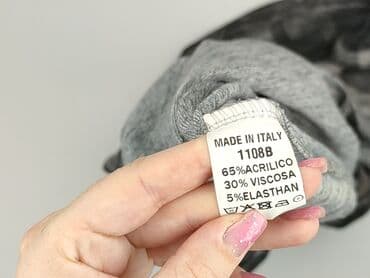 MADE IN ITALY
1108B
65%ACRILICO
30% VISCOSA
5%ELASTHAN